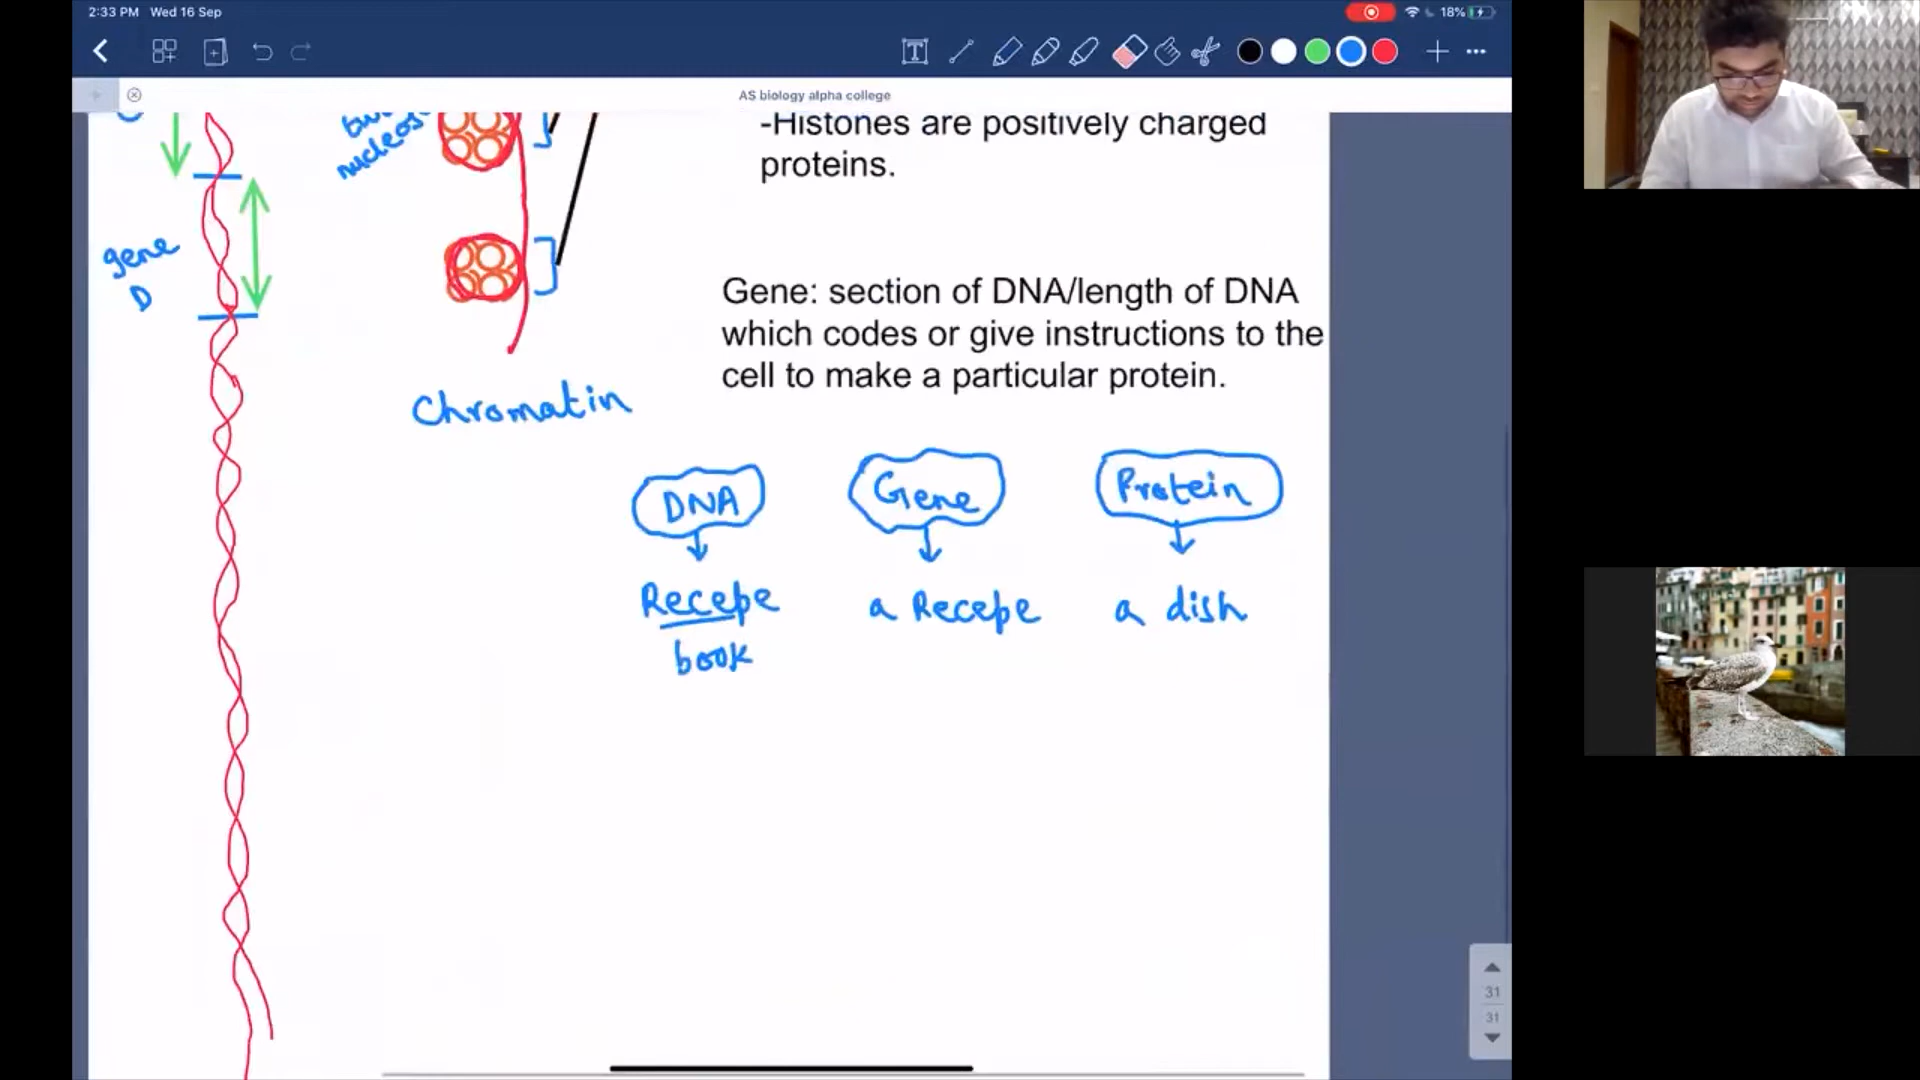 2:33 PM Wed 16 Sep
18%
T
AS biology alpha college
-Histones are positively charged
proteins.
nucleos
gene
D
Gene: section of DNA/length of DNA
which codes or give instructions to the
cell to make a particular protein.
Chromatin
DNA Gene Protein
Recepe a Recepe a dish
book
31
31